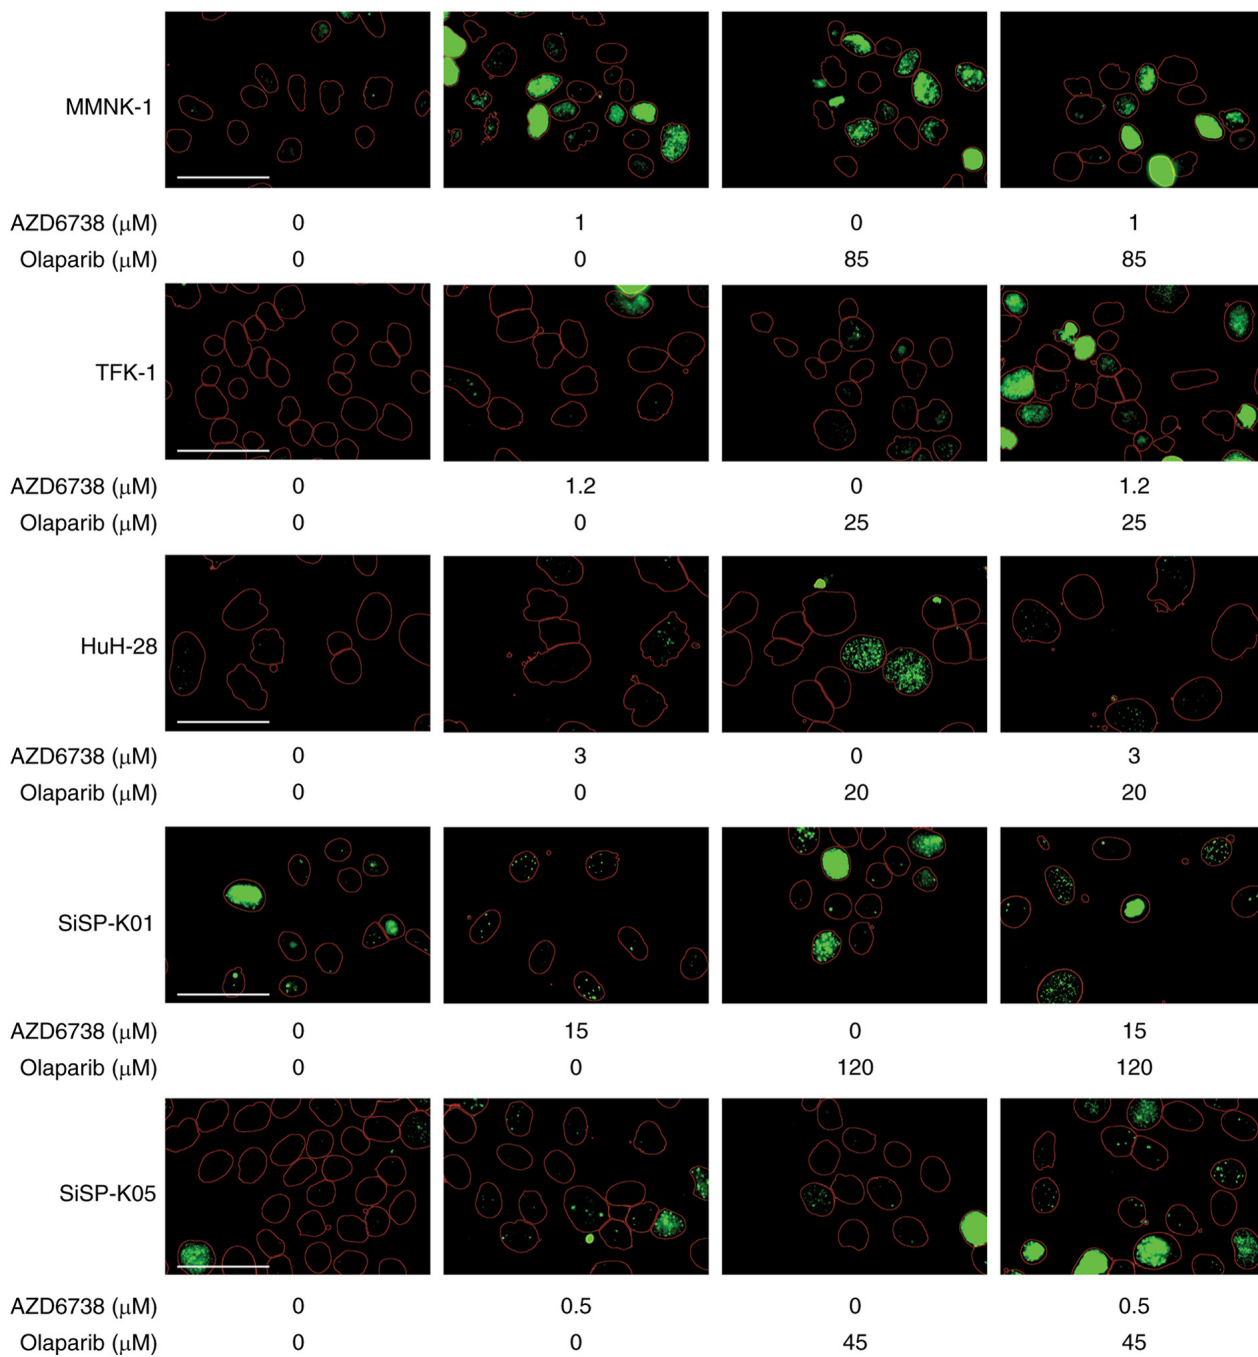 MMNK-1
AZD6738 (μM) 0 1 0 1
Olaparib (μM) 0 0 85 85
TFK-1
AZD6738 (μM) 0 1.2 0 1.2
Olaparib (μM) 0 0 25 25
HuH-28
AZD6738 (μM) 0 3 0 3
Olaparib (μM) 0 0 20 20
SiSP-K01
AZD6738 (μM) 0 15 0 15
Olaparib (μM) 0 0 120 120
SiSP-K05
AZD6738 (μM) 0 0.5 0 0.5
Olaparib (μM) 0 0 45 45